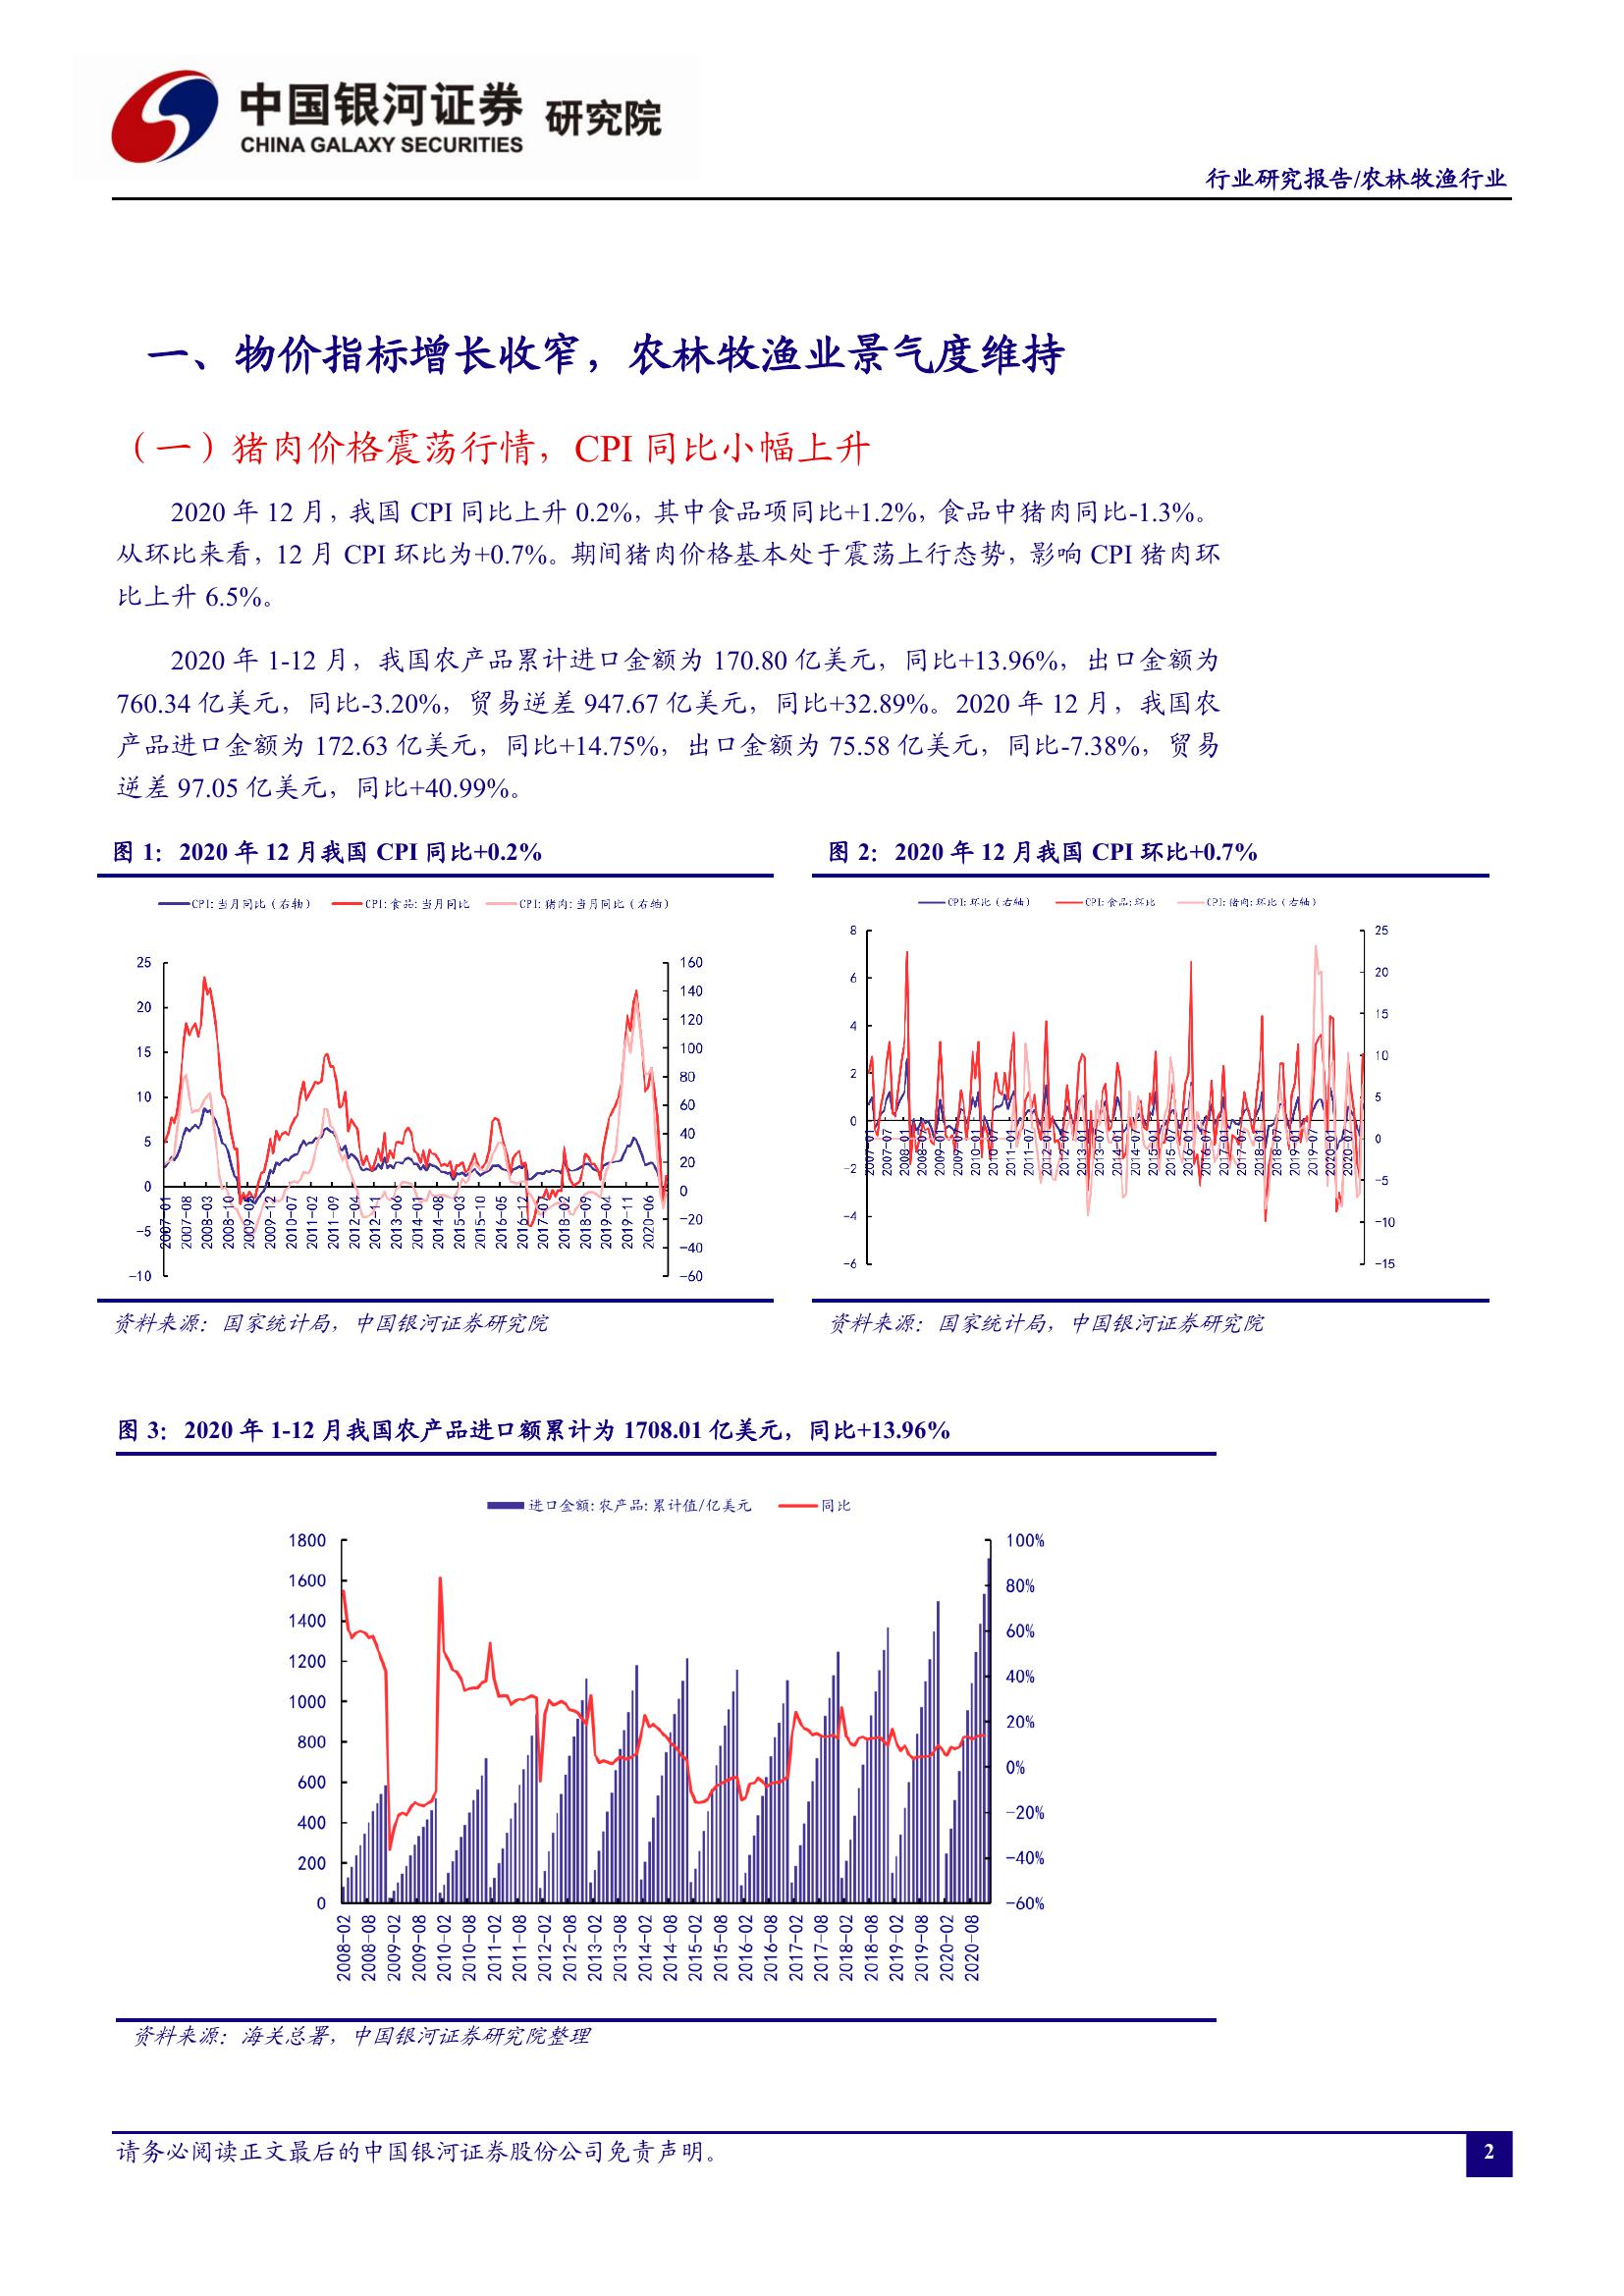 中国银河证券 研究院
CHINA GALAXY SECURITIES
行业研究报告/农林牧渔行业
一、物价指标增长收窄，农林牧渔业景气度维持
（一）猪肉价格震荡行情，CPI 同比小幅上升
2020 年 12 月，我国 CPI 同比上升 0.2%，其中食品项同比+1.2%，食品中猪肉同比-1.3%。
从环比来看，12 月 CPI 环比为+0.7%。期间猪肉价格基本处于震荡上行态势，影响 CPI 猪肉环
比上升 6.5%。
2020 年 1-12 月，我国农产品累计进口金额为 170.80 亿美元，同比+13.96%，出口金额为
760.34 亿美元，同比-3.20%，贸易逆差 947.67 亿美元，同比+32.89%。2020 年 12 月，我国农
产品进口金额为 172.63 亿美元，同比+14.75%，出口金额为 75.58 亿美元，同比-7.38%，贸易
逆差 97.05 亿美元，同比+40.99%。
图 1：2020 年 12 月我国 CPI 同比+0.2%
CPI:当月同比（右轴） CPI:食品:当月同比 CPI:猪肉:当月同比（右轴）
25
20
15
10
5
0
-5
-10
160
140
120
100
80
60
40
20
0
-20
-40
-60
2007-01 2007-08 2008-03 2008-10 2009-05 2009-12 2010-07 2011-02 2011-09 2012-04 2012-11 2013-06 2014-01 2014-08 2015-03 2015-10 2016-05 2016-12 2017-07 2018-02 2018-09 2019-04 2019-11 2020-06
资料来源：国家统计局，中国银河证券研究院
图 2：2020 年 12 月我国 CPI 环比+0.7%
CPI:环比（右轴） CPI:食品:环比 CPI:猪肉:环比（右轴）
8
6
4
2
0
-2
-4
-6
25
20
15
10
5
0
-5
-10
-15
2007-01 2007-07 2008-01 2008-07 2009-01 2009-07 2010-01 2010-07 2011-01 2011-07 2012-01 2012-07 2013-01 2013-07 2014-01 2014-07 2015-01 2015-07 2016-01 2016-07 2017-01 2017-07 2018-01 2018-07 2019-01 2019-07 2020-01 2020-07
资料来源：国家统计局，中国银河证券研究院
图 3：2020 年 1-12 月我国农产品进口额累计为 1708.01 亿美元，同比+13.96%
进口金额:农产品:累计值/亿美元 同比
1800
1600
1400
1200
1000
800
600
400
200
0
100%
80%
60%
40%
20%
0%
-20%
-40%
-60%
2008-02 2008-08 2009-02 2009-08 2010-02 2010-08 2011-02 2011-08 2012-02 2012-08 2013-02 2013-08 2014-02 2014-08 2015-02 2015-08 2016-02 2016-08 2017-02 2017-08 2018-02 2018-08 2019-02 2019-08 2020-02 2020-08
资料来源：海关总署，中国银河证券研究院整理
请务必阅读正文最后的中国银河证券股份公司免责声明。
2